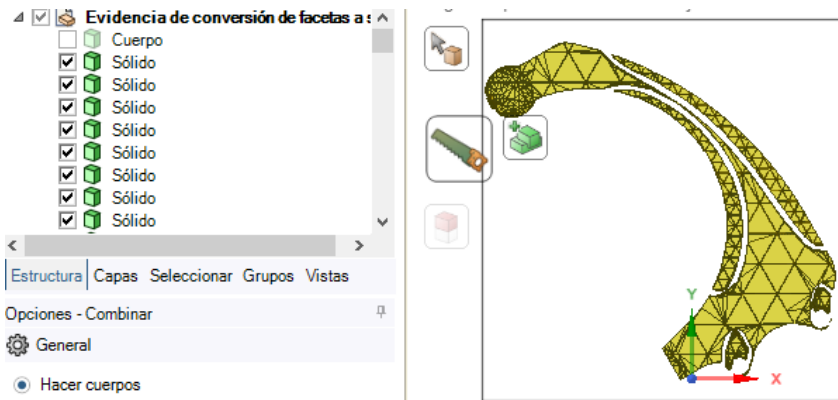 Evidencia de conversión de facetas a s
Cuerpo
Sólido
Sólido
Sólido
Sólido
Sólido
Sólido
Sólido
Sólido
Estructura Capas Seleccionar Grupos Vistas
Opciones - Combinar
General
Hacer cuerpos
Y
X